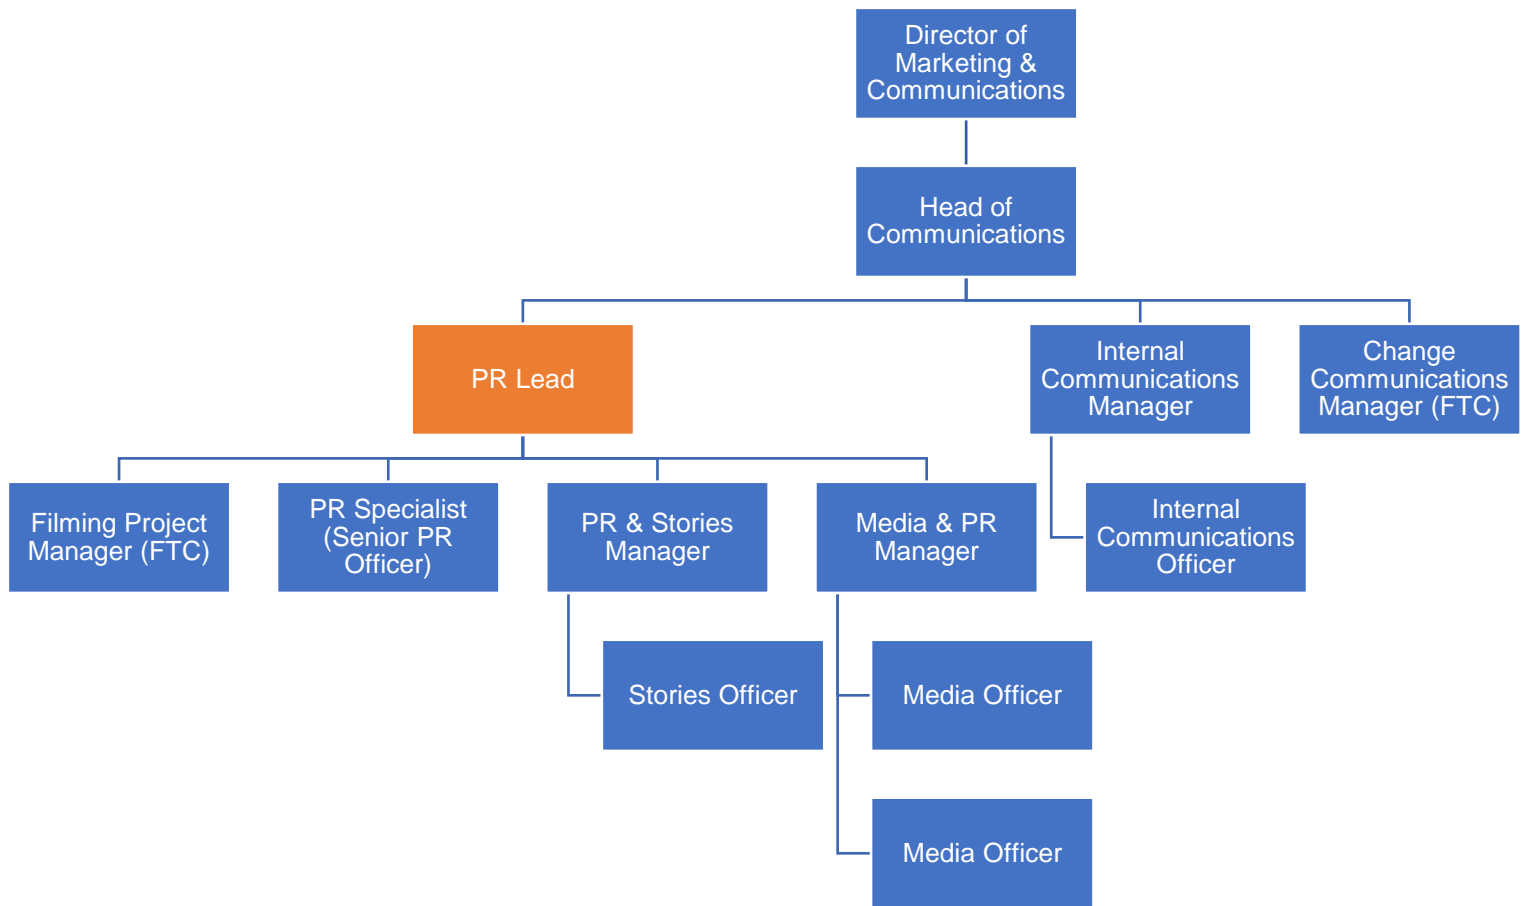 Director of
Marketing &
Communications
Head of
Communications
PR Lead
Internal
Communications
Manager
Change
Communications
Manager (FTC)
Filming Project
Manager (FTC)
PR Specialist
(Senior PR
Officer)
PR & Stories
Manager
Media & PR
Manager
Internal
Communications
Officer
Stories Officer
Media Officer
Media Officer